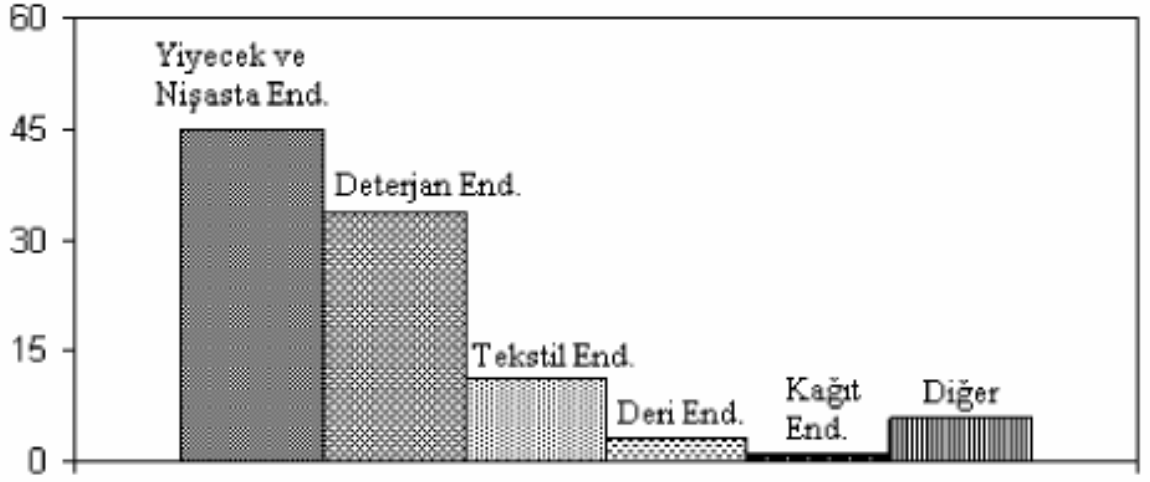 60
Yiyecek ve
Nişasta End.
45
Deterjan End.
30
15
Tekstil End.
Kağıt
End.
Diğer
Deri End.
0